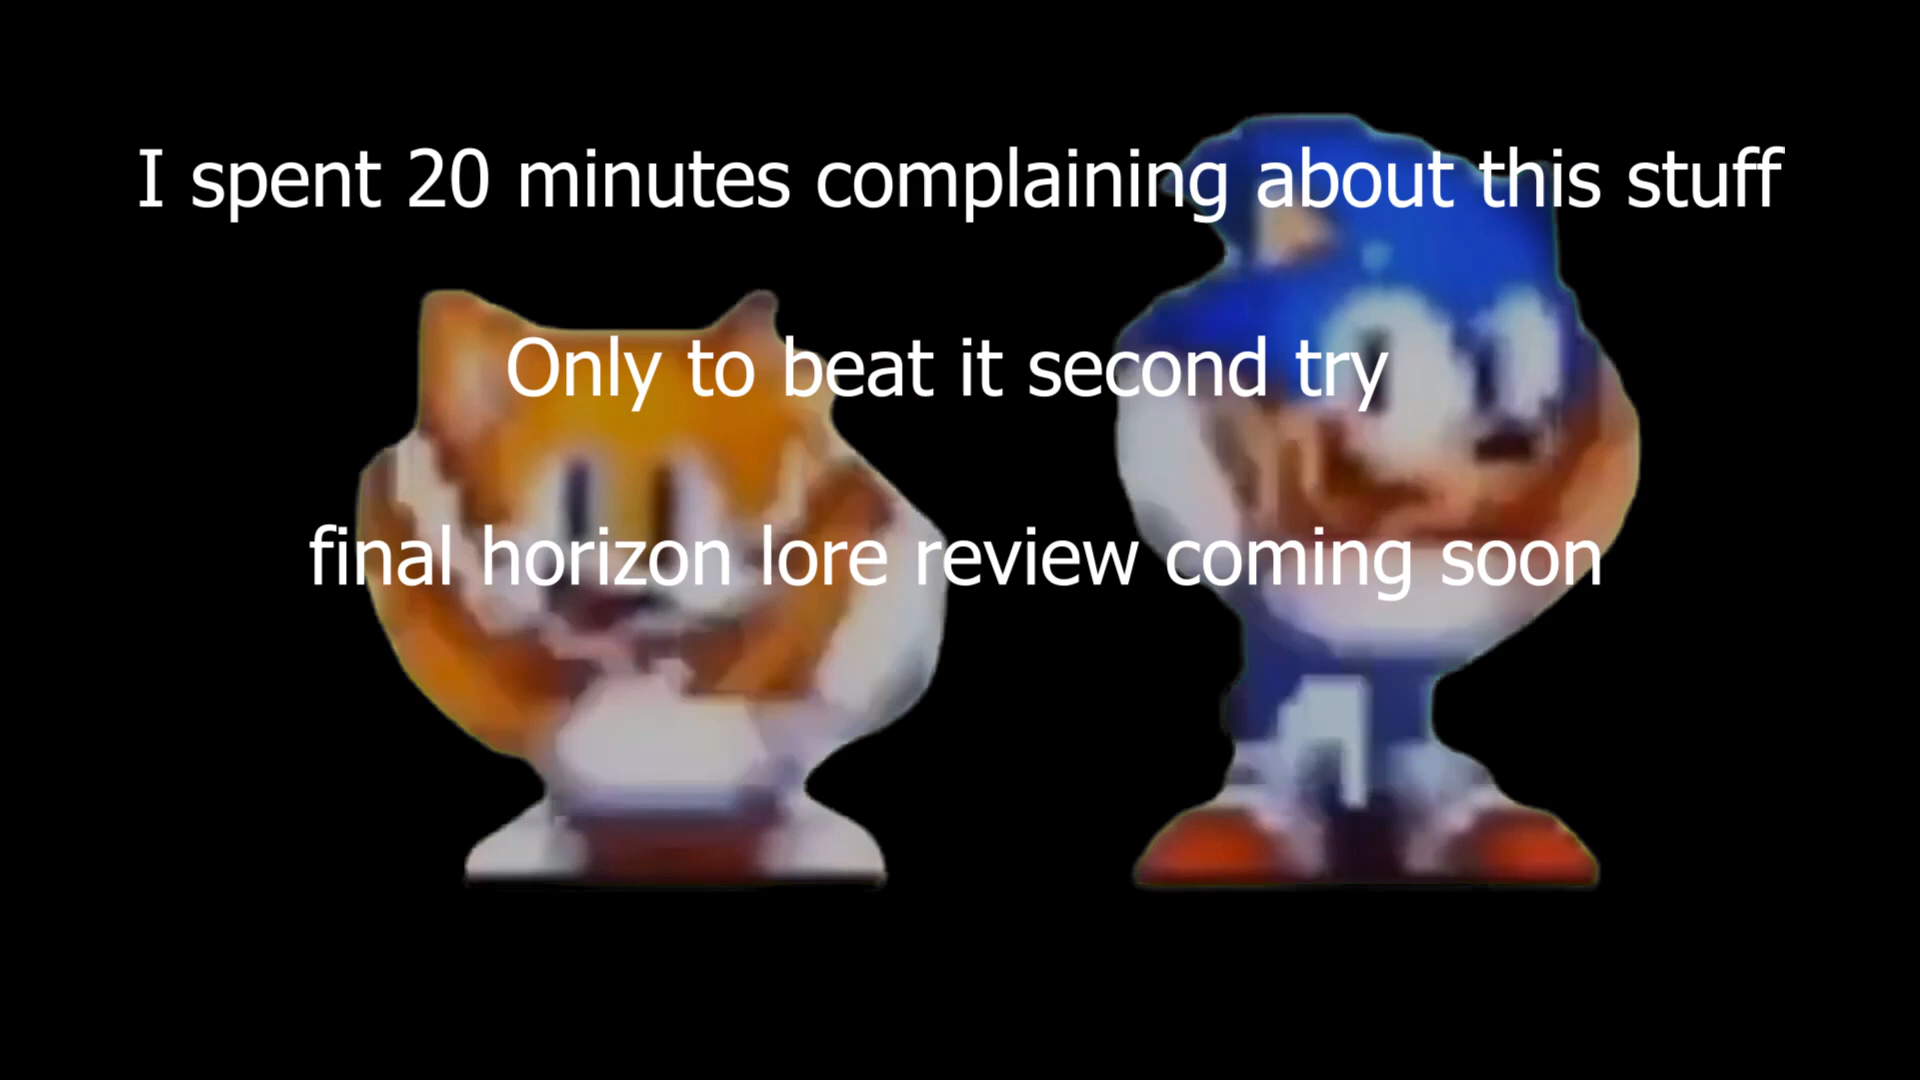 I spent 20 minutes complaining about this stuff
Only to beat it second try
final horizon lore review coming soon